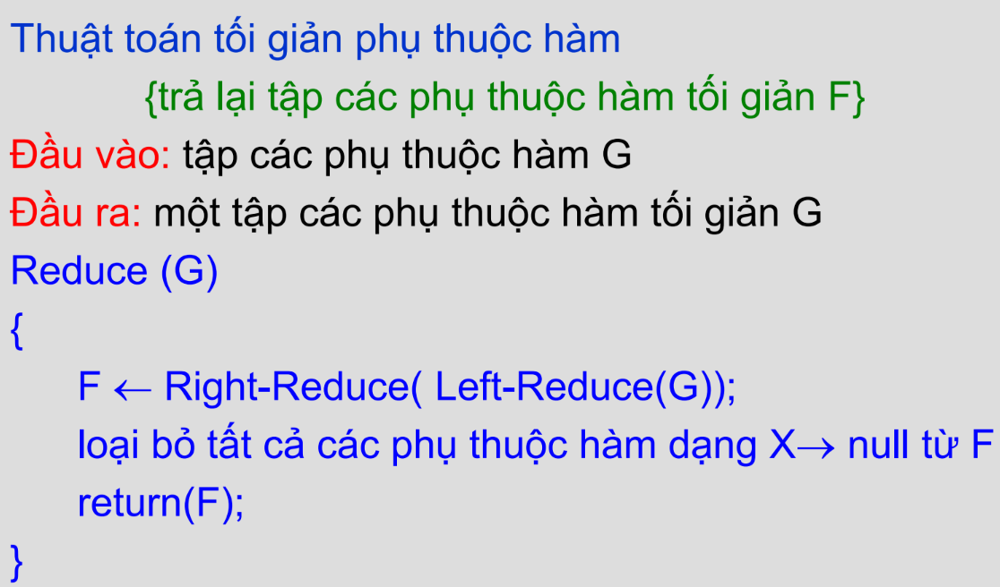 Thuật toán tối giản phụ thuộc hàm
{trả lại tập các phụ thuộc hàm tối giản F}
Đầu vào: tập các phụ thuộc hàm G
Đầu ra: một tập các phụ thuộc hàm tối giản G
Reduce (G)
{
F ← Right-Reduce( Left-Reduce(G));
loại bỏ tất cả các phụ thuộc hàm dạng X→ null từ F
return(F);
}